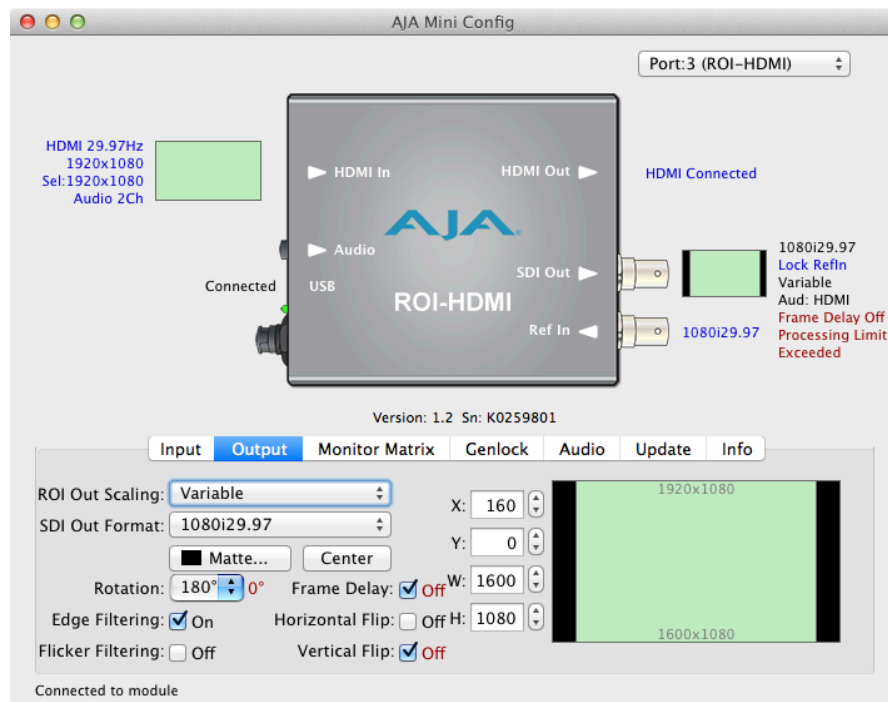 AJA Mini Config
Port:3 (ROI-HDMI)
HDMI 29.97Hz
1920x1080
Sel:1920x1080
Audio 2Ch
HDMI In
HDMI Out
HDMI Connected
AJA
Audio
Connected
USB
SDI Out
ROI-HDMI
Ref In
1080i29.97
1080i29.97
Lock RefIn
Variable
Aud: HDMI
Frame Delay Off
Processing Limit
Exceeded
Version: 1.2 Sn: K0259801
Input Output Monitor Matrix Genlock Audio Update Info
ROI Out Scaling: Variable
SDI Out Format: 1080i29.97
Matte... Center
Rotation: 180° 0° Frame Delay: Off
Edge Filtering: On Horizontal Flip: Off
Flicker Filtering: Off Vertical Flip: Off
X: 160
Y: 0
W: 1600
H: 1080
1920x1080
1600x1080
Connected to module